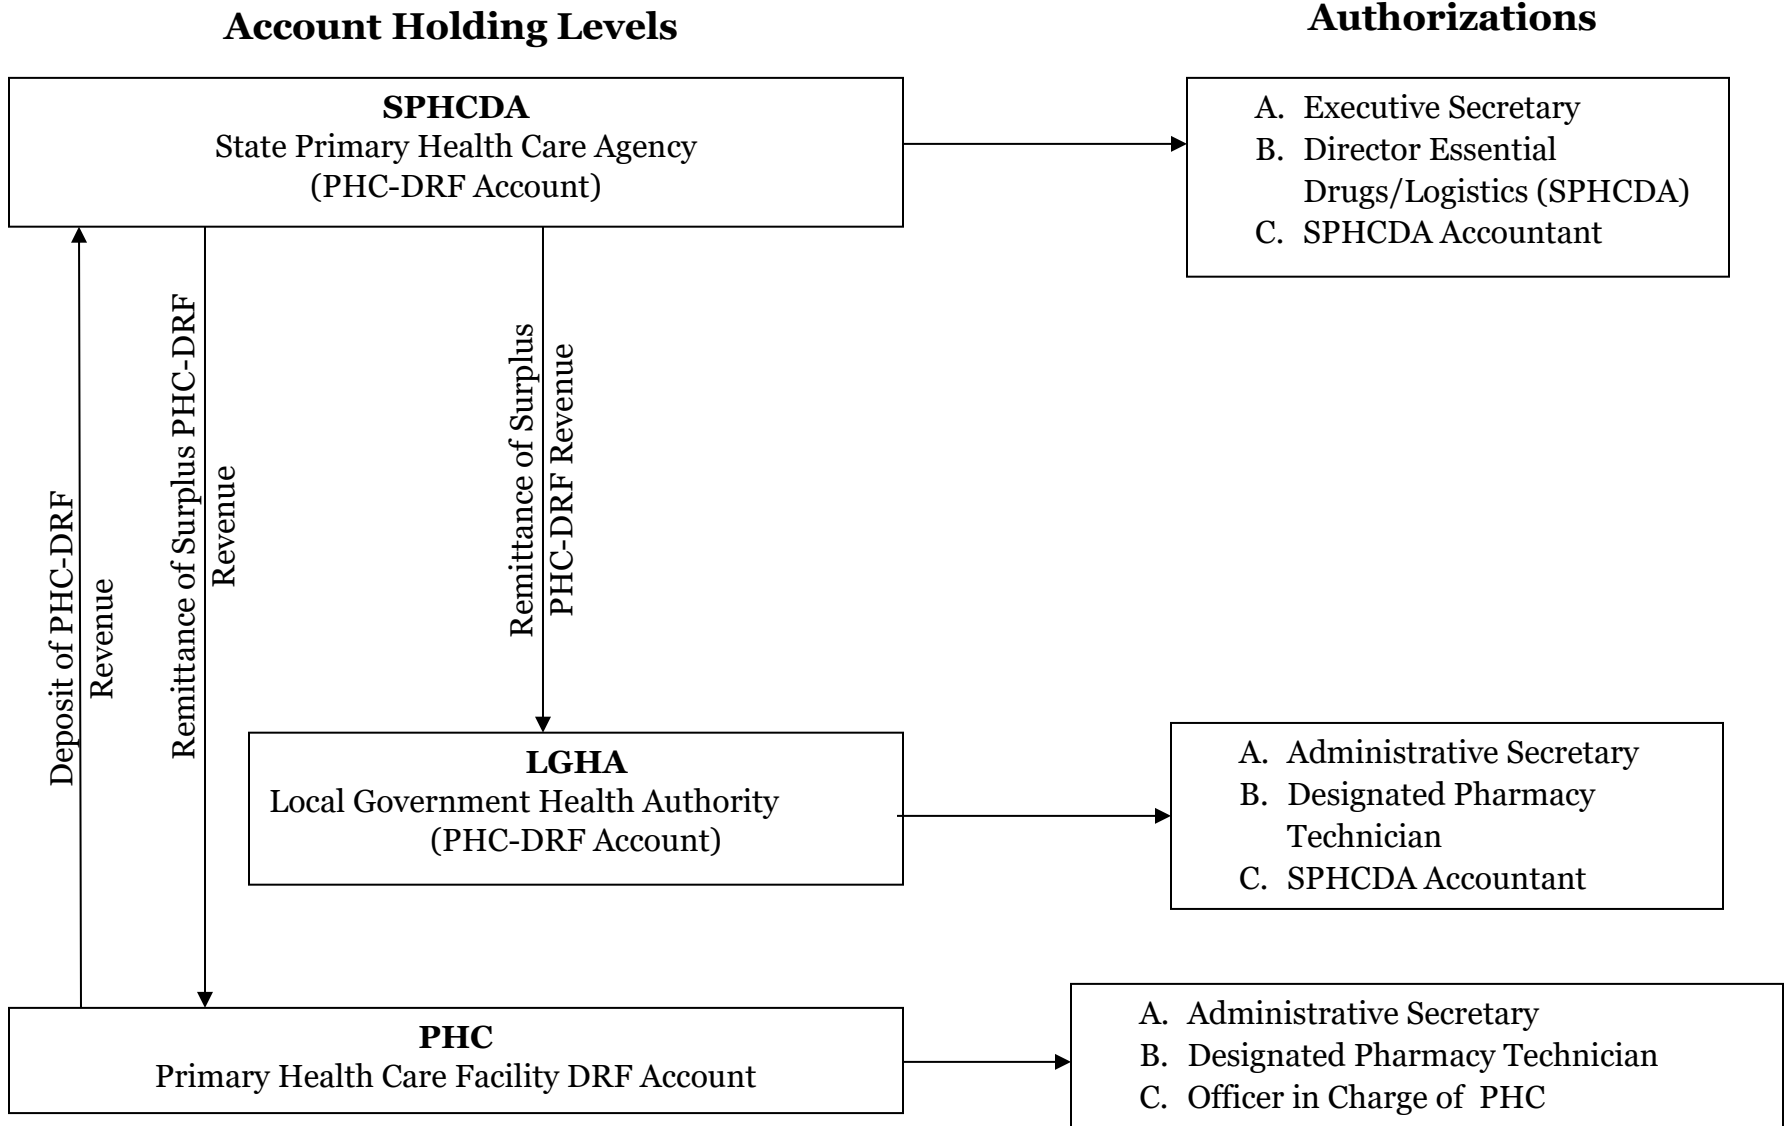 Account Holding Levels
Authorizations
SPHCDA
State Primary Health Care Agency
(PHC-DRF Account)
A. Executive Secretary
B. Director Essential
Drugs/Logistics (SPHCDA)
C. SPHCDA Accountant
Deposit of PHC-DRF
Revenue
Remittance of Surplus PHC-DRF
Revenue
Remittance of Surplus
PHC-DRF Revenue
LGHA
Local Government Health Authority
(PHC-DRF Account)
A. Administrative Secretary
B. Designated Pharmacy
Technician
C. SPHCDA Accountant
PHC
Primary Health Care Facility DRF Account
A. Administrative Secretary
B. Designated Pharmacy Technician
C. Officer in Charge of PHC